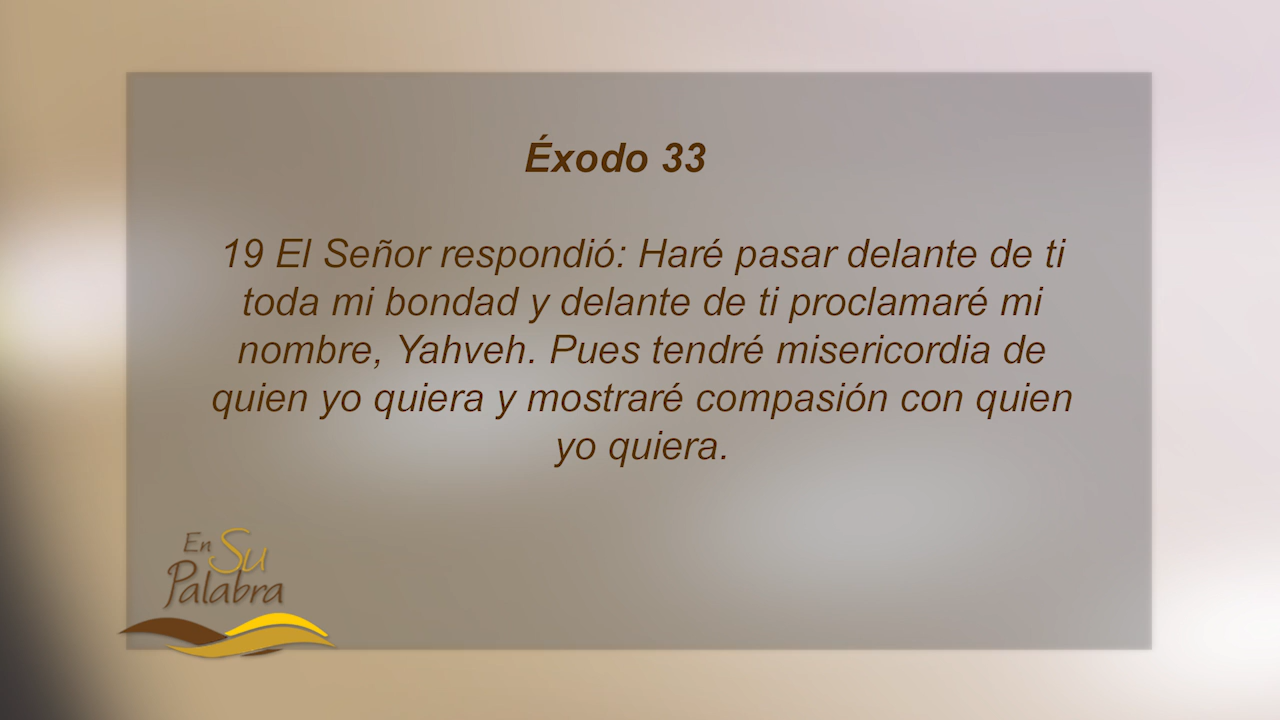 Éxodo 33
19 El Señor respondió: Haré pasar delante de ti
toda mi bondad y delante de ti proclamaré mi
nombre, Yahveh. Pues tendré misericordia de
quien yo quiera y mostraré compasión con quien
yo quiera.
En Su
Palabra